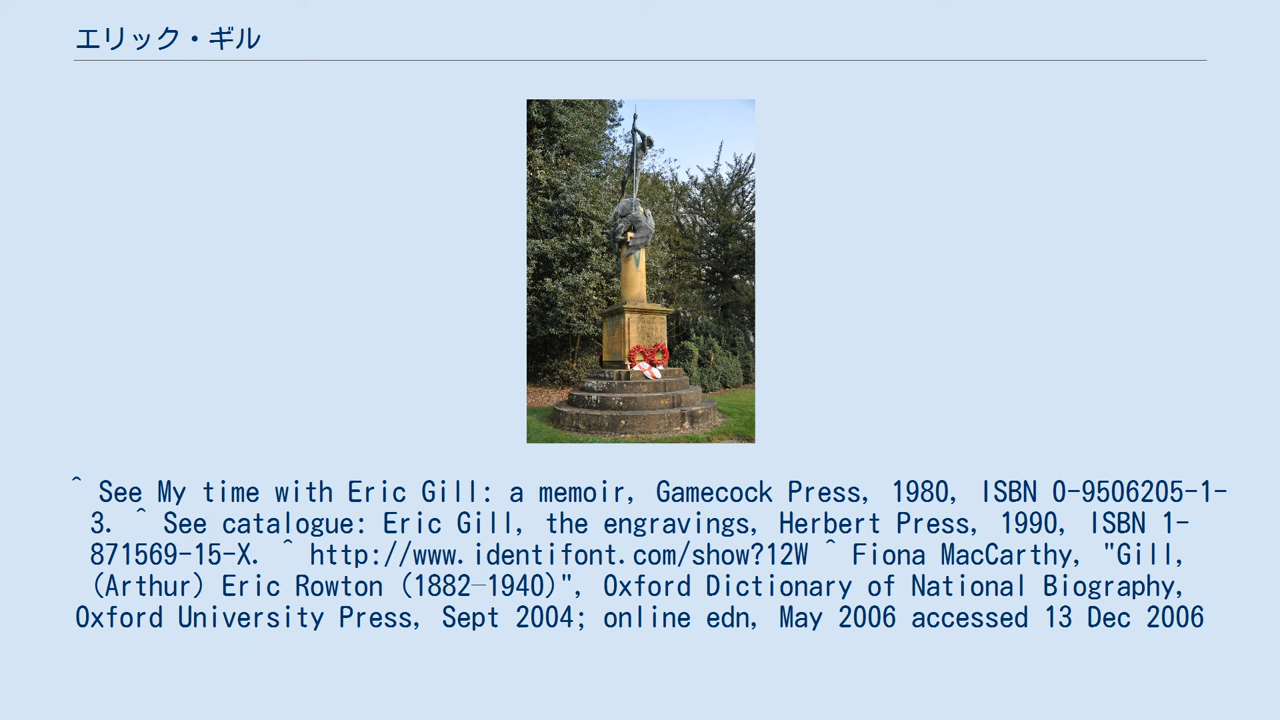 エリック・ギル
^ See My time with Eric Gill: a memoir, Gamecock Press, 1980, ISBN 0-9506205-1-
3. ^ See catalogue: Eric Gill, the engravings, Herbert Press, 1990, ISBN 1-
871569-15-X. ^ http://www.identifont.com/show?12W ^ Fiona MacCarthy, "Gill,
(Arthur) Eric Rowton (1882–1940)", Oxford Dictionary of National Biography,
Oxford University Press, Sept 2004; online edn, May 2006 accessed 13 Dec 2006